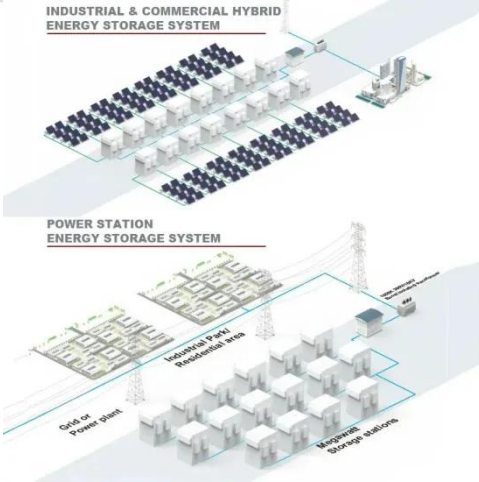 INDUSTRIAL & COMMERCIAL HYBRID
ENERGY STORAGE SYSTEM
POWER STATION
ENERGY STORAGE SYSTEM
Industrial Park/
Residential area
Grid or
Power plant
Megawatt
Storage stations